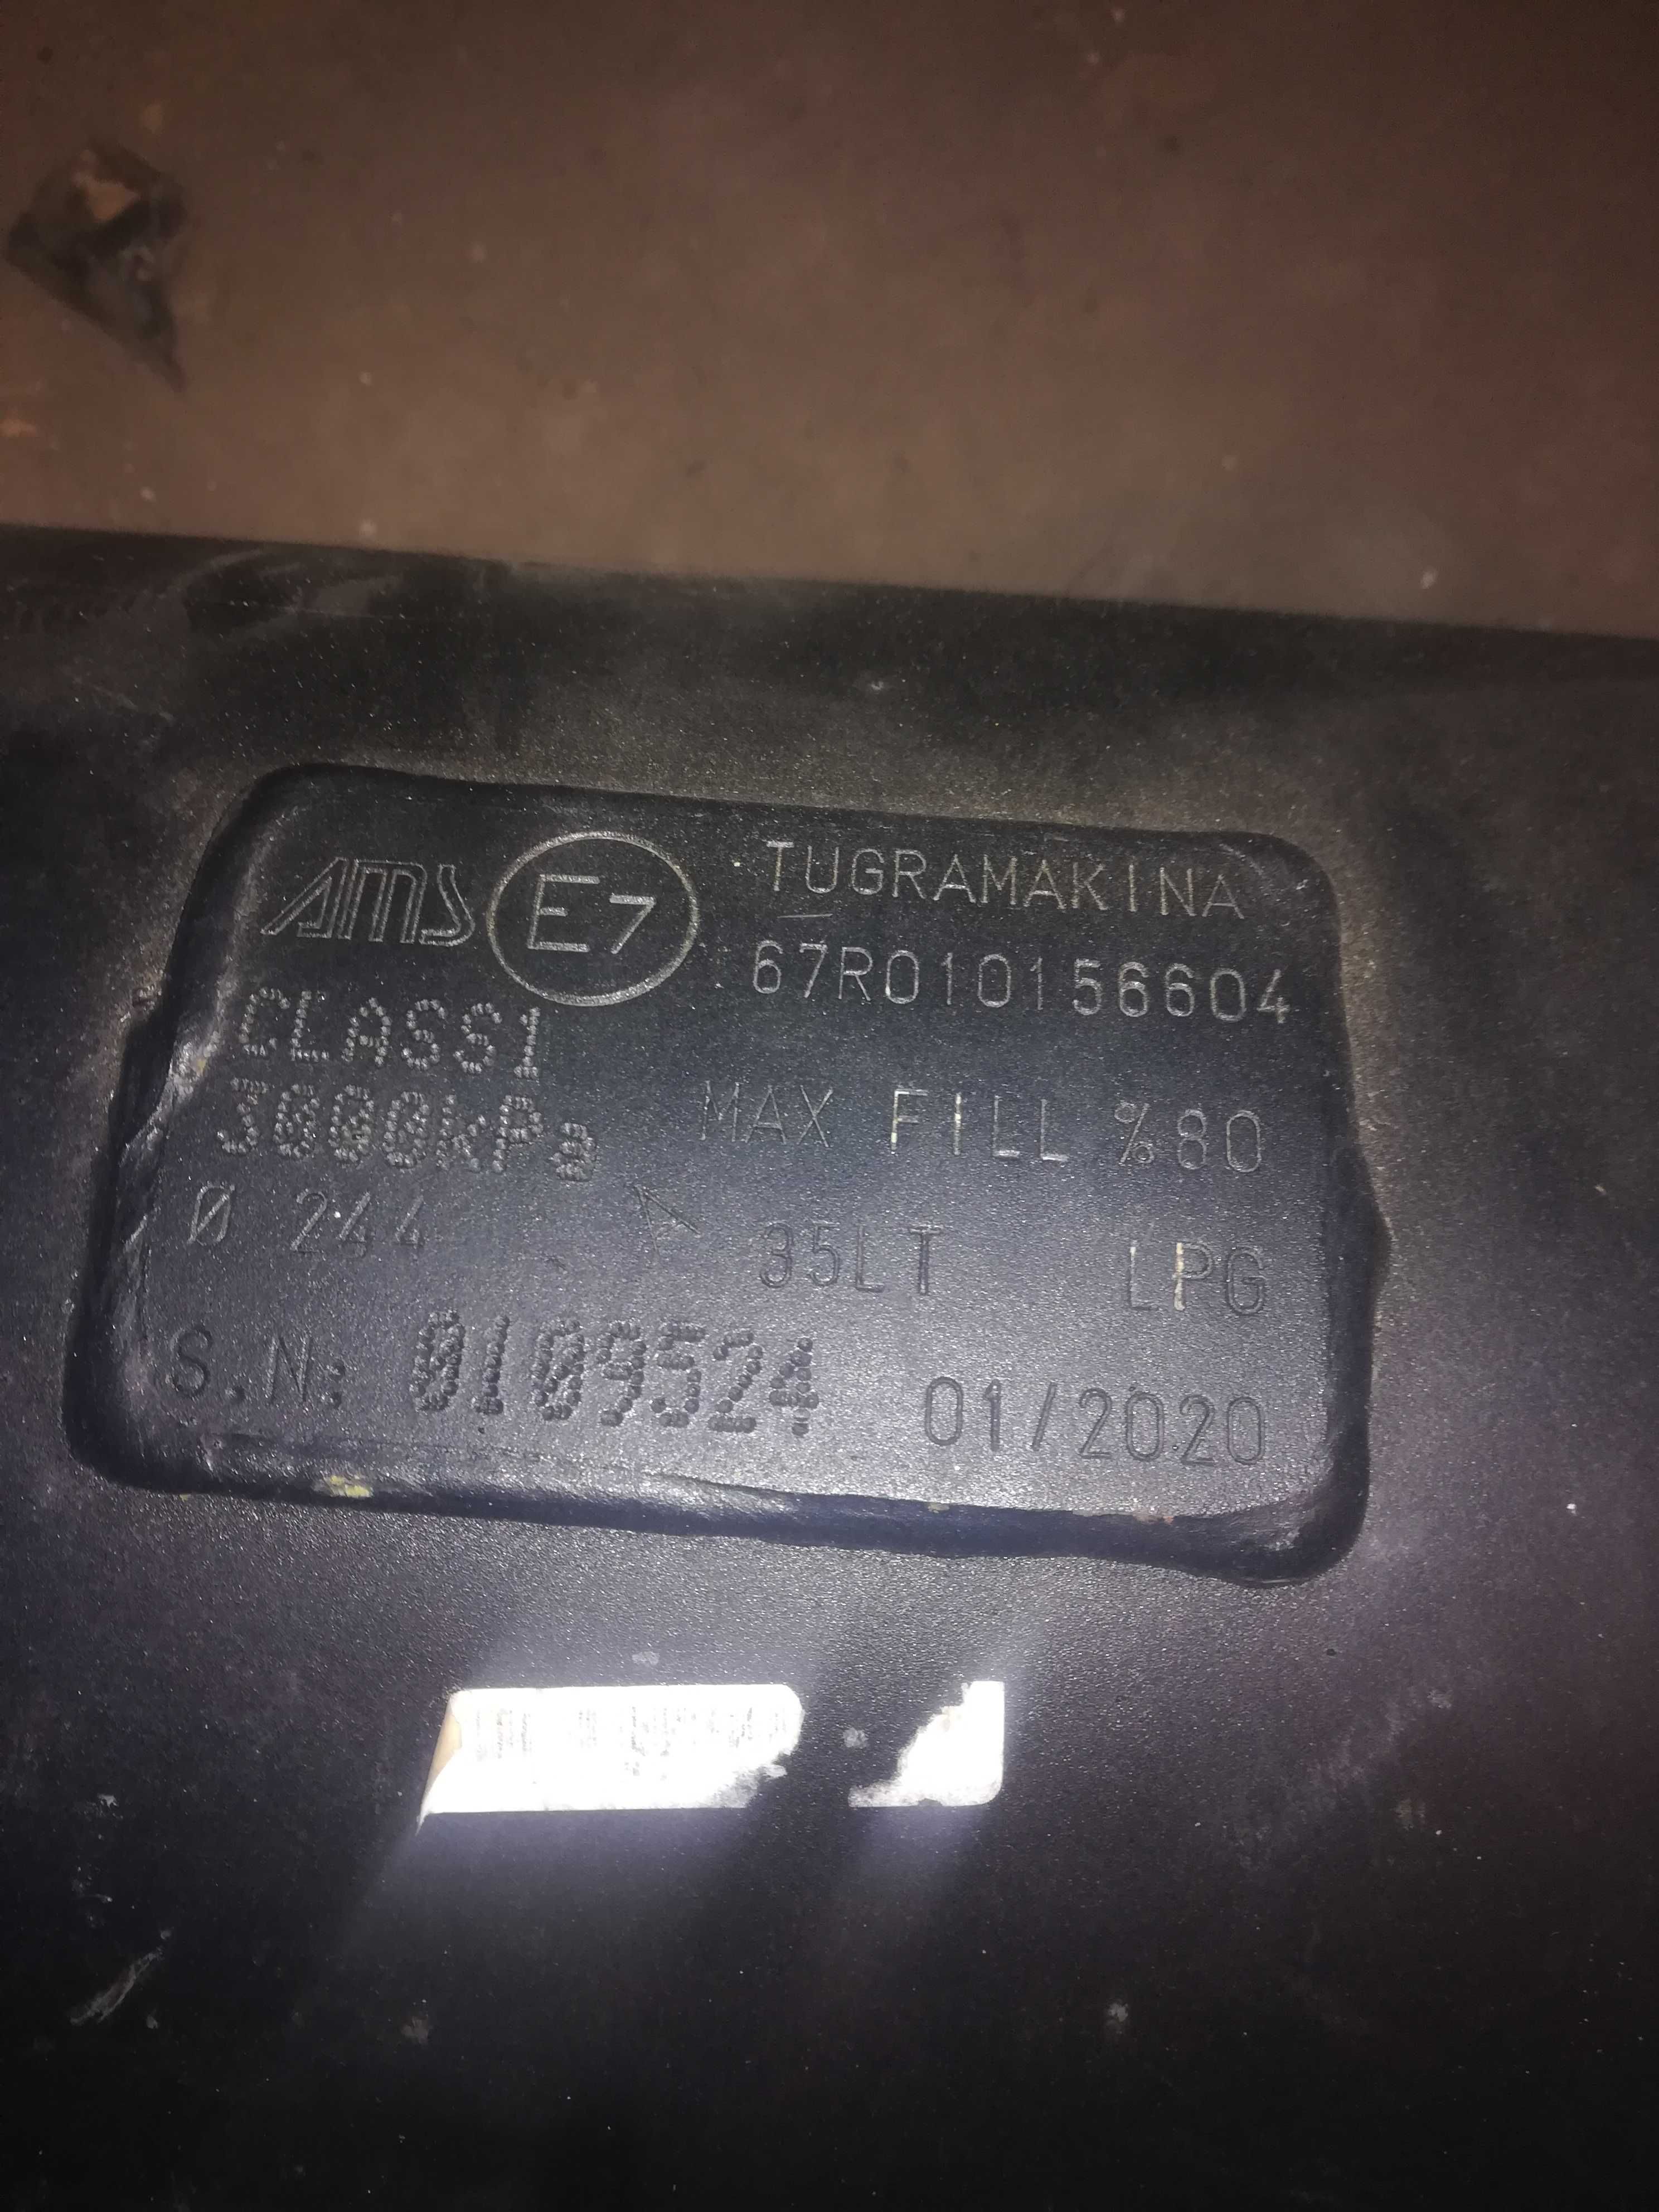 AMS E7 TUGRAMAKINA
67R010156604
CLASS1
3000kPa MAX FILL %80
Ø 244 A 35LT LPG
S.N: 0109524 01/2020